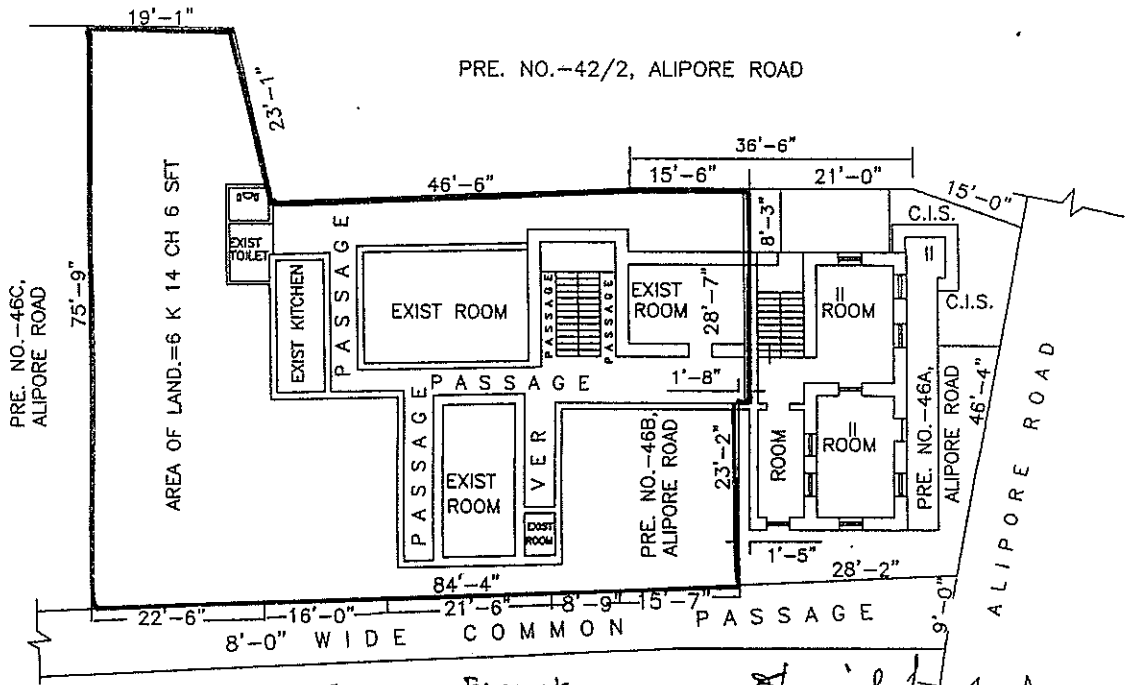 19'-1"
PRE. NO.-42/2, ALIPORE ROAD
23'-1"
36'-6"
46'-6"
15'-6"
21'-0"
15'-0"
C.I.S.
8'-3"
EXIST
TOILET
PASSAGE
AREA OF LAND.=6 K 14 CH 6 SFT
75'-9"
PRE. NO.-46C,
ALIPORE ROAD
EXIST KITCHEN
EXIST ROOM
PASSAGE
PASSAGE
EXIST
ROOM
28'-7"
II
ROOM
II
C.I.S.
PASSAGE
1'-8"
PASSAGE
EXIST
ROOM
VER
EXIST
ROOM
PRE. NO.-46B,
ALIPORE ROAD
23'-2"
ROOM
II
ROOM
PRE. NO.-46A,
ALIPORE ROAD
46'-4"
ALIPORE ROAD
1'-5"
28'-2"
84'-4"
22'-6"
16'-0"
21'-6"
8'-9"
15'-7"
9'-0"
8'-0" WIDE COMMON PASSAGE